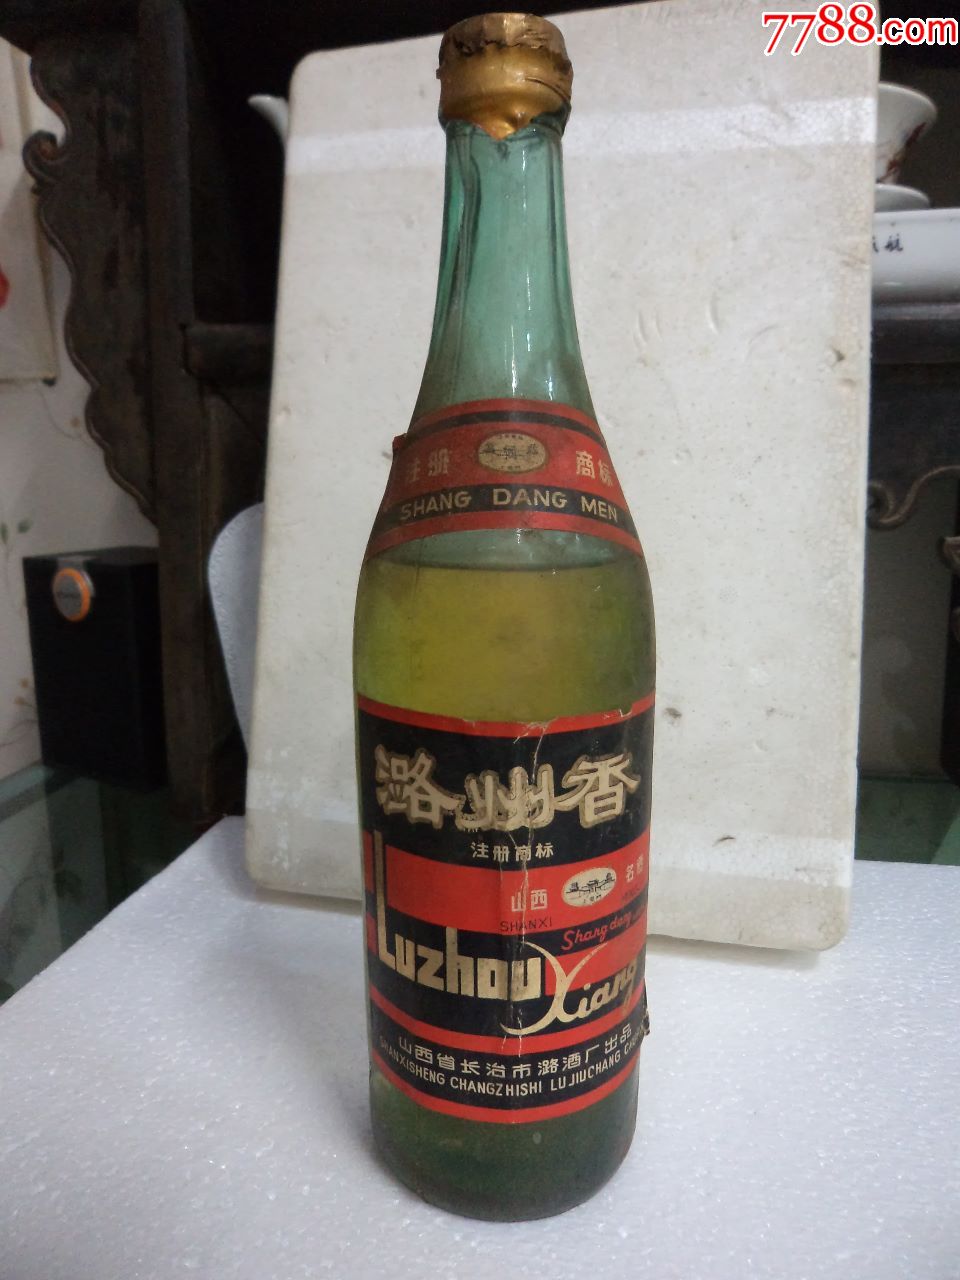 7788.com
注册 商标
SHANG DANG MEN
潞州香
注册商标
山西 名酒
SHANXI
Shang dang
Luzhou Xiang
山西省长治市潞酒厂出品
SHANXISHENG CHANGZHISHI LU JIUCHANG